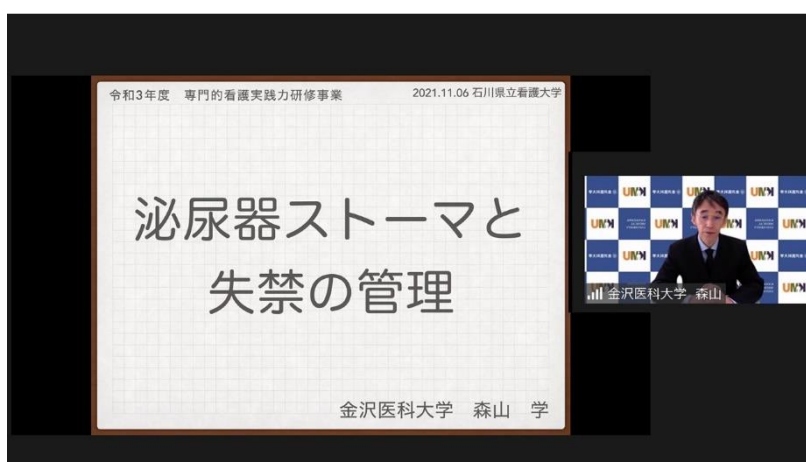 令和3年度　専門的看護実践力研修事業
2021.11.06 石川県立看護大学
泌尿器ストーマと
失禁の管理
金沢医科大学　森山　学
金沢医科大学 森山